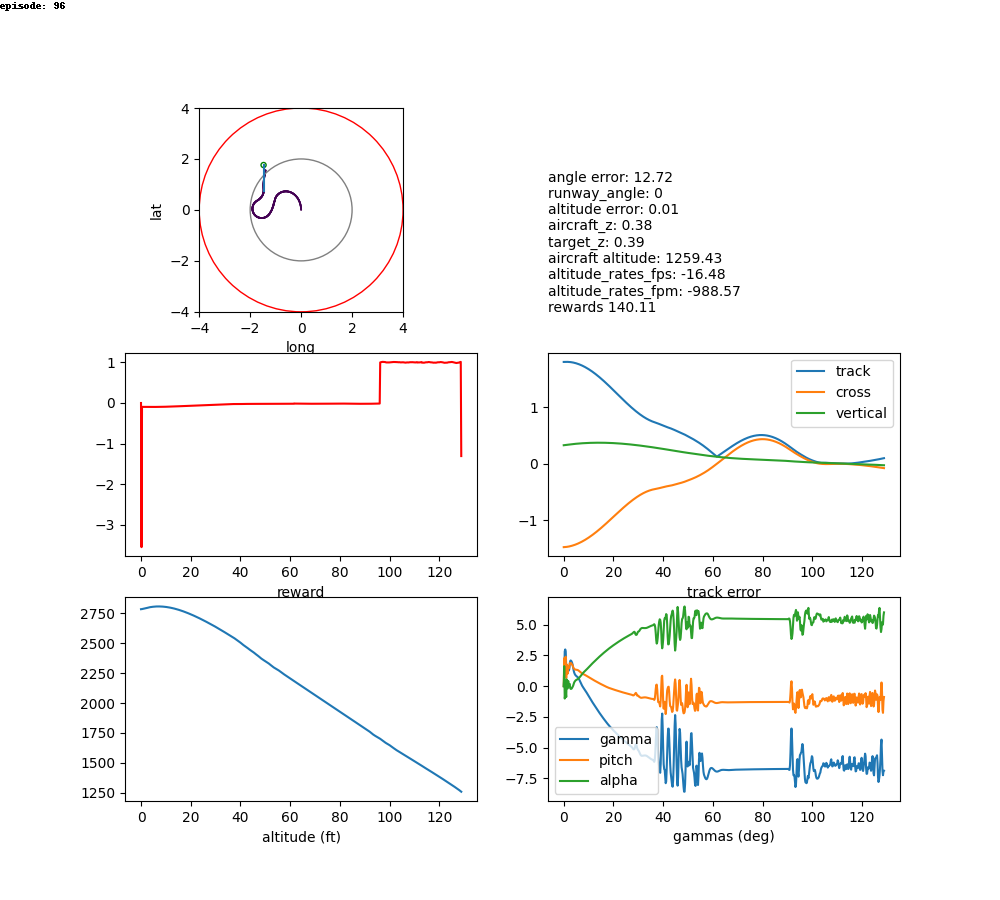 episode: 96
4
2
0
−2
−4
lat
−4 −2 0 2 4
long
angle error: 12.72
runway_angle: 0
altitude error: 0.01
aircraft_z: 0.38
target_z: 0.39
aircraft altitude: 1259.43
altitude_rates_fps: -16.48
altitude_rates_fpm: -988.57
rewards 140.11
1
0
−1
−2
−3
0 20 40 60 80 100 120
reward
1
0
−1
track
cross
vertical
0 20 40 60 80 100 120
track error
2750
2500
2250
2000
1750
1500
1250
0 20 40 60 80 100 120
altitude (ft)
5.0
2.5
0.0
−2.5
−5.0
−7.5
gamma
pitch
alpha
0 20 40 60 80 100 120
gammas (deg)